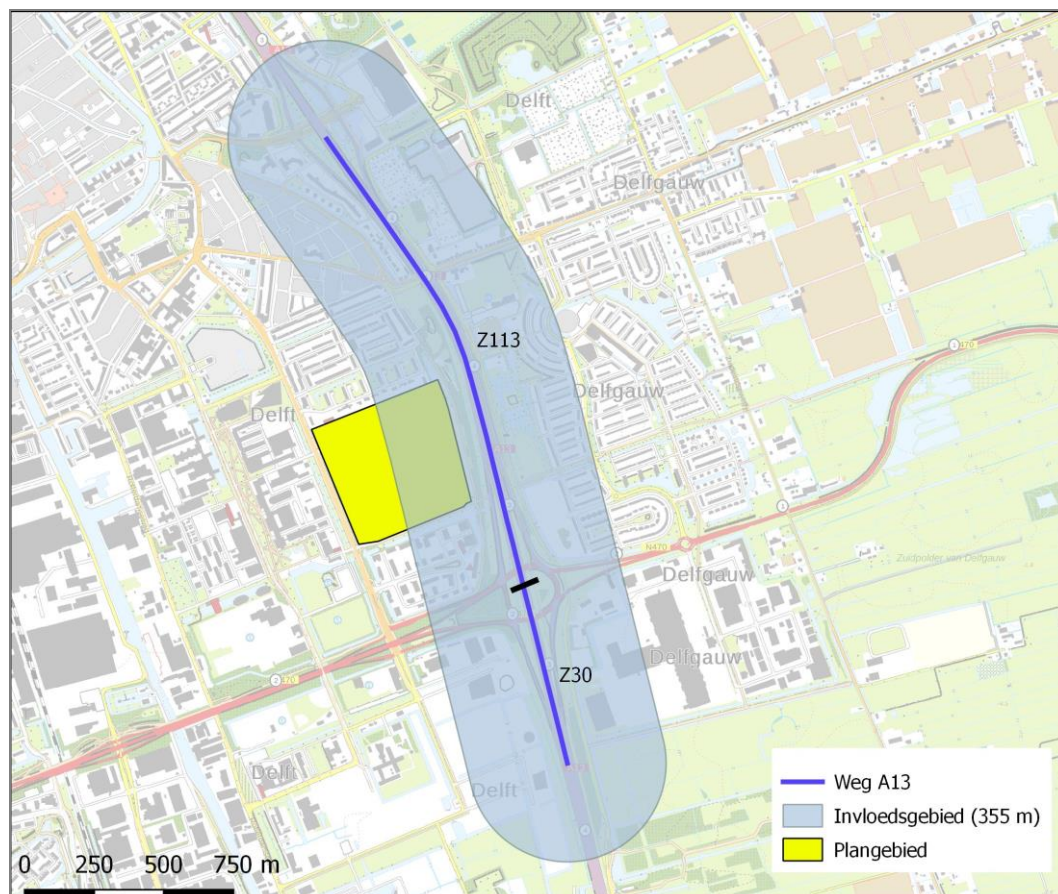 Delft
Delfgauw
Z113
Delfgauw
Delft
N470
Zuidpolder van Delfgauw
Delfgauw
Delfgauw
Z30
Delft
Delft
Weg A13
Invloedsgebied (355 m)
Plangebied
0 250 500 750 m